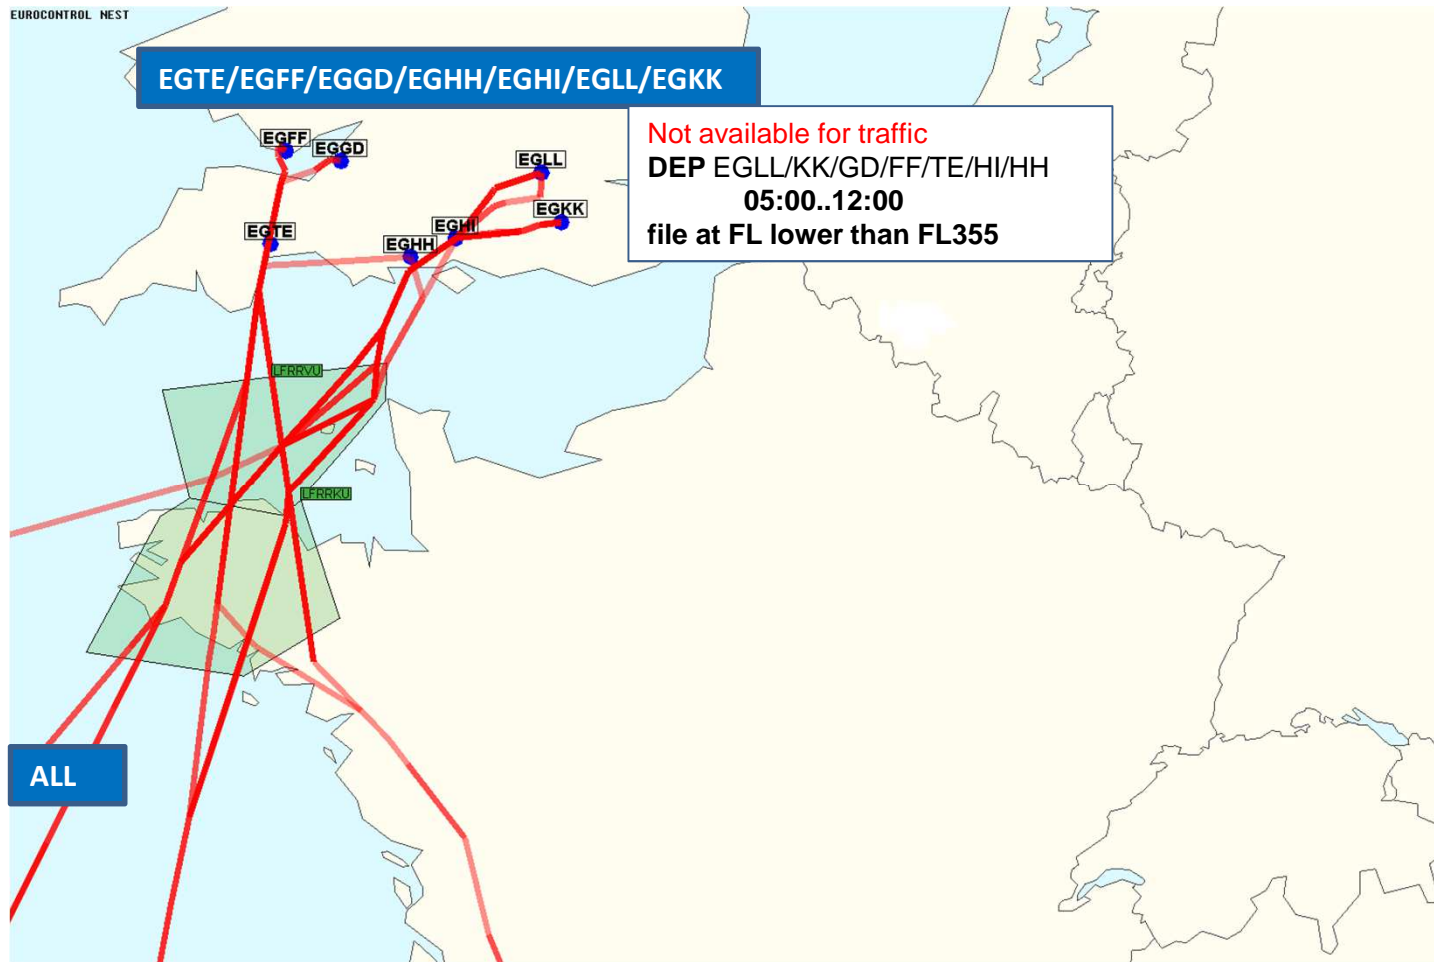 EUROCONTROL NEST
EGTE/EGFF/EGGD/EGHH/EGHI/EGLL/EGKK
Not available for traffic
DEP EGLL/KK/GD/FF/TE/HI/HH
05:00..12:00
file at FL lower than FL355
EGFF
EGGD
EGLL
EGKK
EGHI
EGTE
EGHH
LFRRVU
LFRRKU
ALL